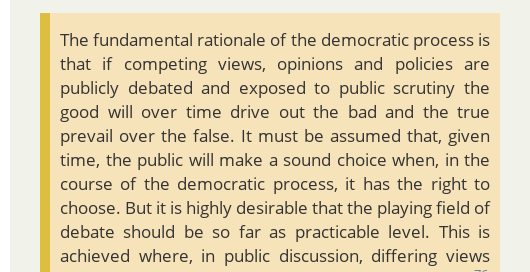 The fundamental rationale of the democratic process is
that if competing views, opinions and policies are
publicly debated and exposed to public scrutiny the
good will over time drive out the bad and the true
prevail over the false. It must be assumed that, given
time, the public will make a sound choice when, in the
course of the democratic process, it has the right to
choose. But it is highly desirable that the playing field of
debate should be so far as practicable level. This is
achieved where, in public discussion, differing views